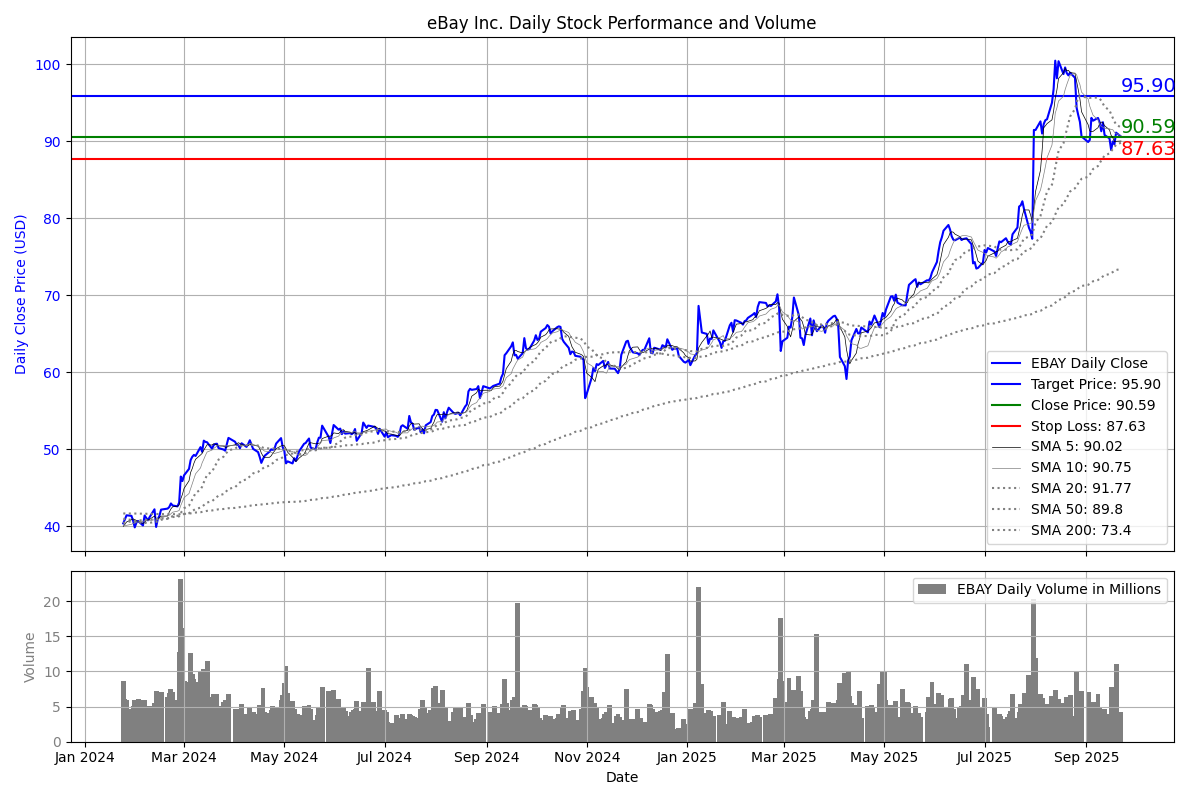 eBay Inc. Daily Stock Performance and Volume
Daily Close Price (USD)
100
90
80
70
60
50
40
95.90
90.59
87.63
EBAY Daily Close
Target Price: 95.90
Close Price: 90.59
Stop Loss: 87.63
SMA 5: 90.02
SMA 10: 90.75
SMA 20: 91.77
SMA 50: 89.8
SMA 200: 73.4
Volume
20
15
10
5
0
EBAY Daily Volume in Millions
Jan 2024 Mar 2024 May 2024 Jul 2024 Sep 2024 Nov 2024 Jan 2025 Mar 2025 May 2025 Jul 2025 Sep 2025
Date